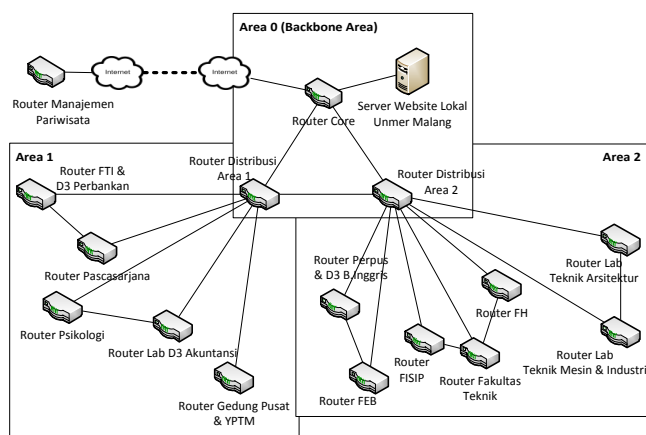 Area 0 (Backbone Area)
Internet
Internet
Router Manajemen
Pariwisata
Router Core
Server Website Lokal
Unmer Malang
Area 1
Router FTI &
D3 Perbankan
Router Distribusi
Area 1
Router Distribusi
Area 2
Area 2
Router Pascasarjana
Router Perpus
& D3 B.Inggris
Router Lab
Teknik Arsitektur
Router FH
Router Psikologi
Router Lab D3 Akuntansi
Router
FISIP
Router Fakultas
Teknik
Router Lab
Teknik Mesin & Industri
Router Gedung Pusat
& YPTM
Router FEB